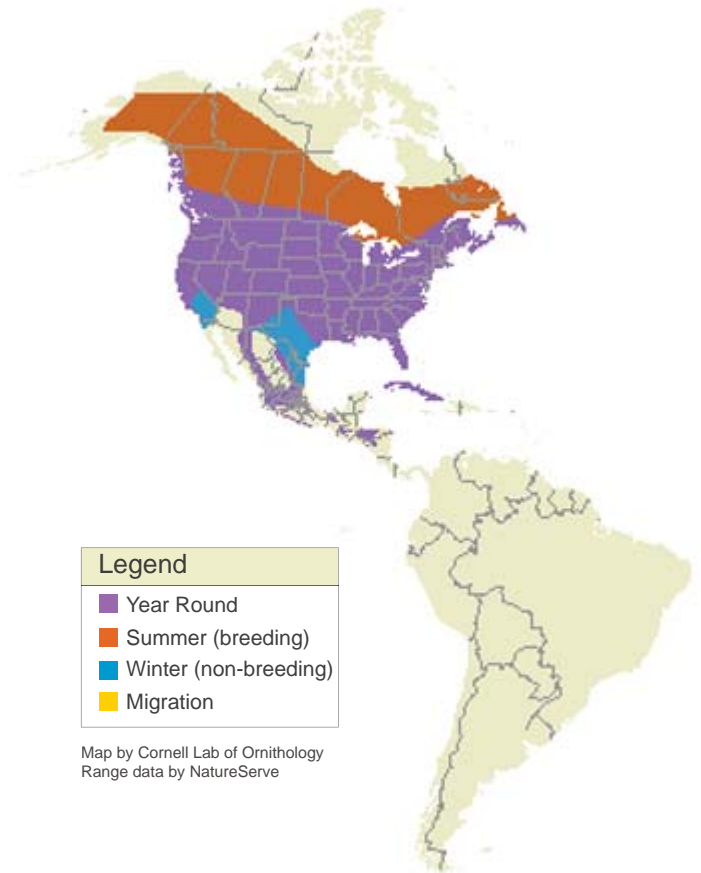 Legend
Year Round
Summer (breeding)
Winter (non-breeding)
Migration
Map by Cornell Lab of Ornithology
Range data by NatureServe